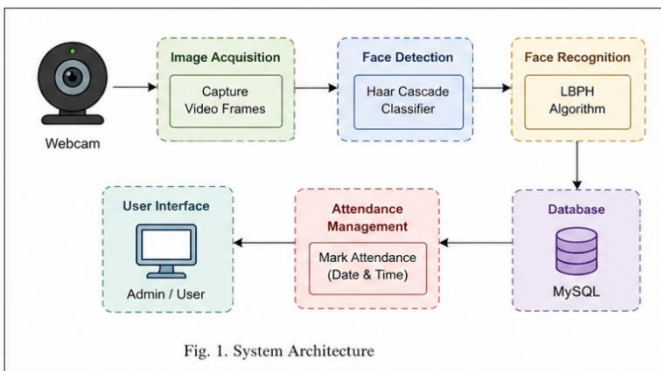 Webcam
Image Acquisition
Capture
Video Frames
Face Detection
Haar Cascade
Classifier
Face Recognition
LBPH
Algorithm
User Interface
Admin / User
Attendance
Management
Mark Attendance
(Date & Time)
Database
MySQL
Fig. 1. System Architecture